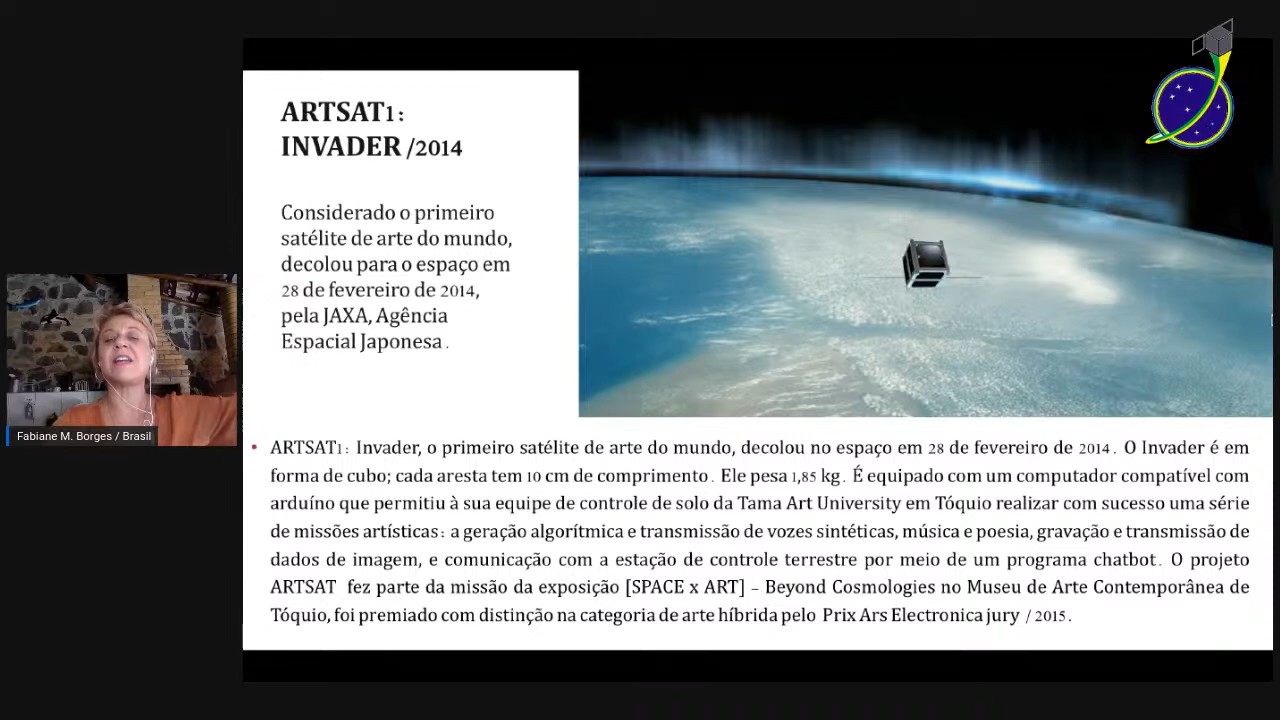 ARTSAT1:
INVADER /2014
Considerado o primeiro
satélite de arte do mundo,
decolou para o espaço em
28 de fevereiro de 2014,
pela JAXA, Agência
Espacial Japonesa.
Fabiane M. Borges / Brasil
• ARTSAT1: Invader, o primeiro satélite de arte do mundo, decolou no espaço em 28 de fevereiro de 2014. O Invader é em
forma de cubo; cada aresta tem 10 cm de comprimento. Ele pesa 1,85 kg. É equipado com um computador compatível com
arduíno que permitiu à sua equipe de controle de solo da Tama Art University em Tóquio realizar com sucesso uma série
de missões artísticas: a geração algorítmica e transmissão de vozes sintéticas, música e poesia, gravação e transmissão de
dados de imagem, e comunicação com a estação de controle terrestre por meio de um programa chatbot. O projeto
ARTSAT fez parte da missão da exposição [SPACE x ART] – Beyond Cosmologies no Museu de Arte Contemporânea de
Tóquio, foi premiado com distinção na categoria de arte híbrida pelo Prix Ars Electronica jury / 2015.